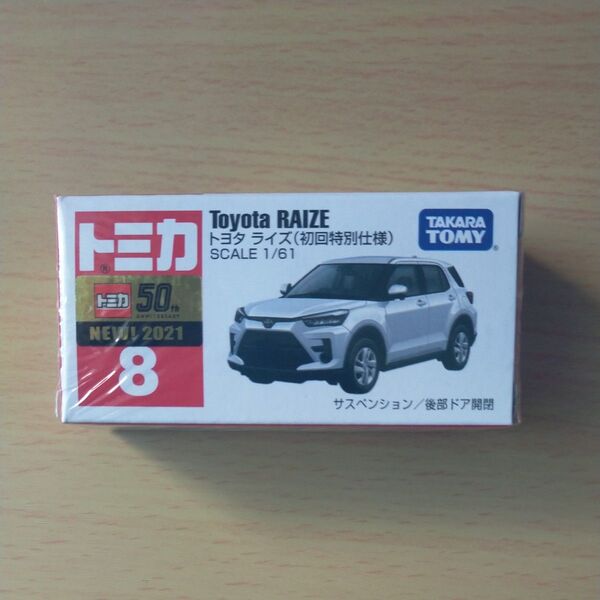 トミカ
®
トミカ 50th
ANNIVERSARY
NEW! 2021
8
Toyota RAIZE
トヨタ ライズ(初回特別仕様)
SCALE 1/61
TAKARA
TOMY®
サスペンション/後部ドア開閉